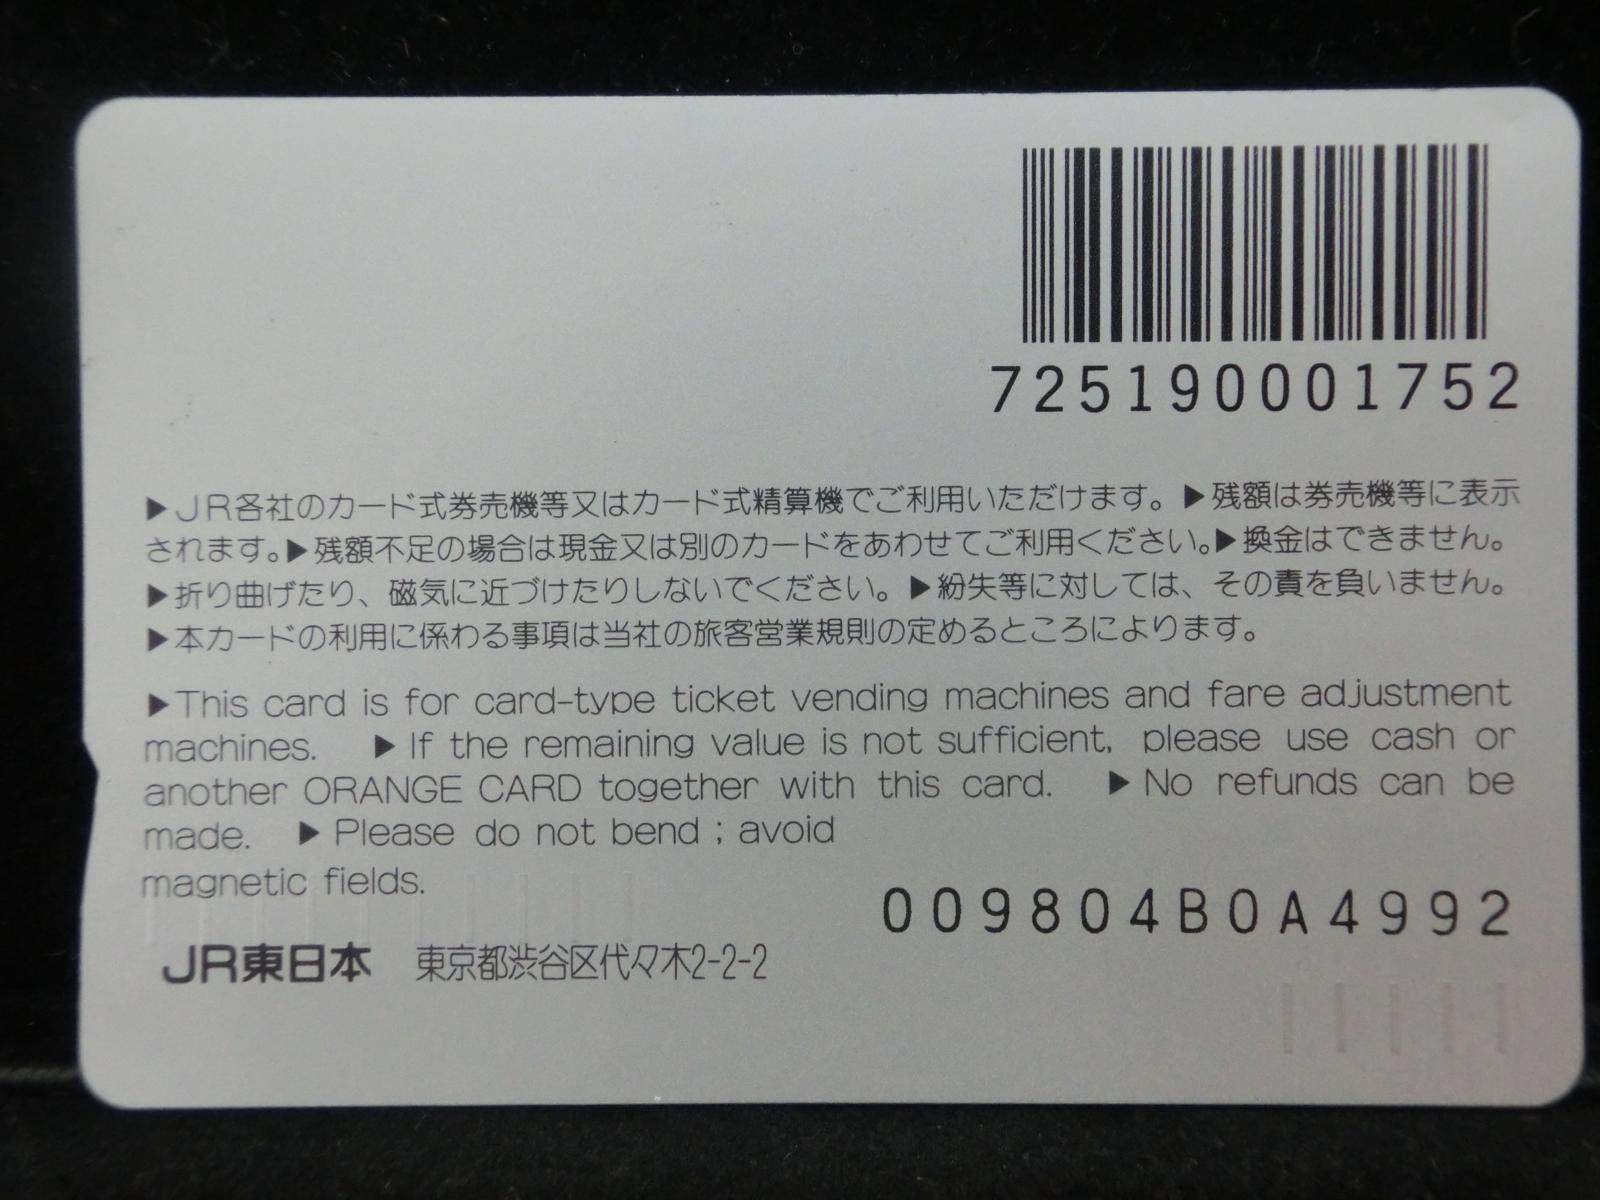 725190001752
▶JR各社のカード式券売機等又はカード式精算機でご利用いただけます。▶残額は券売機等に表示
されます。▶残額不足の場合は現金又は別のカードをあわせてご利用ください。▶換金はできません。
▶折り曲げたり、磁気に近づけたりしないでください。▶紛失等に対しては、その責を負いません。
▶本カードの利用に係わる事項は当社の旅客営業規則の定めるところによります。
▶This card is for card-type ticket vending machines and fare adjustment
machines. ▶If the remaining value is not sufficient, please use cash or
another ORANGE CARD together with this card. ▶No refunds can be
made. ▶Please do not bend ; avoid
magnetic fields.
009804B0A4992
JR東日本 東京都渋谷区代々木2-2-2